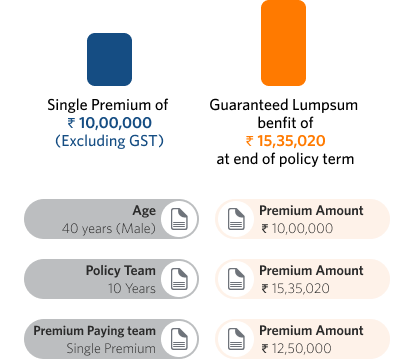 Single Premium of
₹ 10,00,000
(Excluding GST)
Guaranteed Lumpsum
benfit of
₹ 15,35,020
at end of policy term
Age
40 years (Male)
Premium Amount
₹ 10,00,000
Policy Team
10 Years
Premium Amount
₹ 15,35,020
Premium Paying team
Single Premium
Premium Amount
₹ 12,50,000